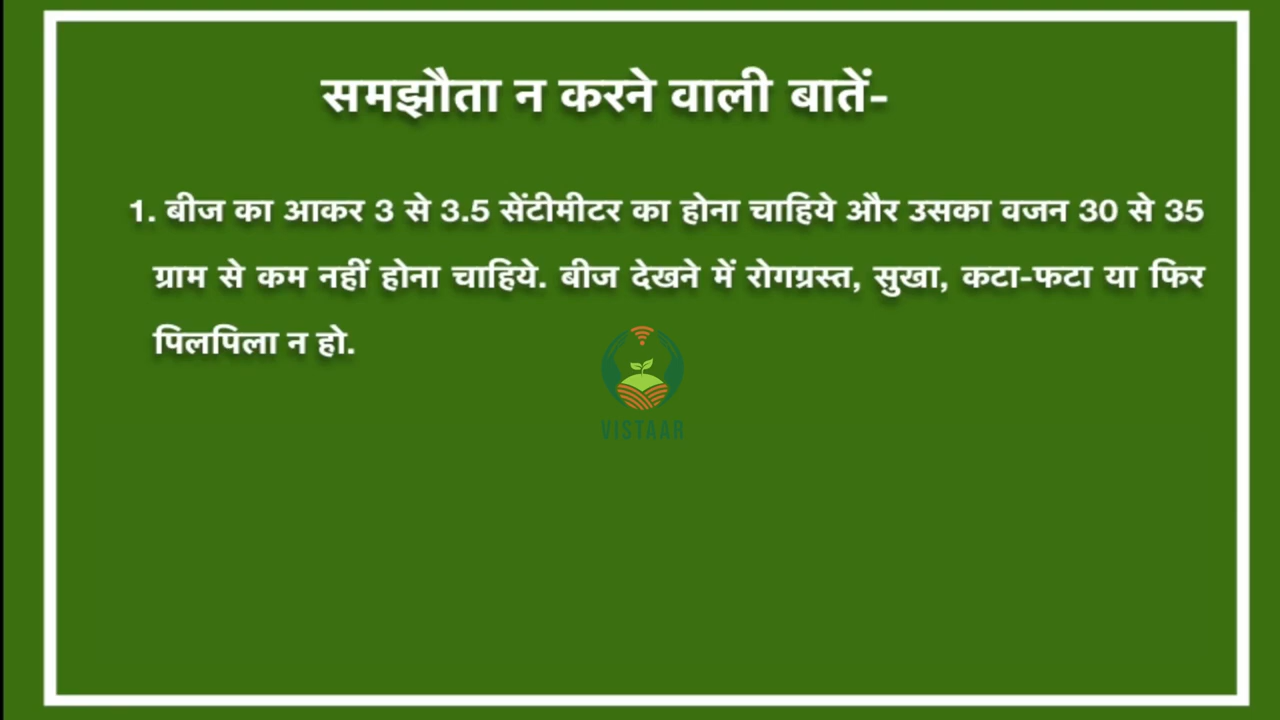 समझौता न करने वाली बातें-
1. बीज का आकर 3 से 3.5 सेंटीमीटर का होना चाहिये और उसका वजन 30 से 35
ग्राम से कम नहीं होना चाहिये. बीज देखने में रोगग्रस्त, सुखा, कटा-फटा या फिर
पिलपिला न हो.
VISTAAR